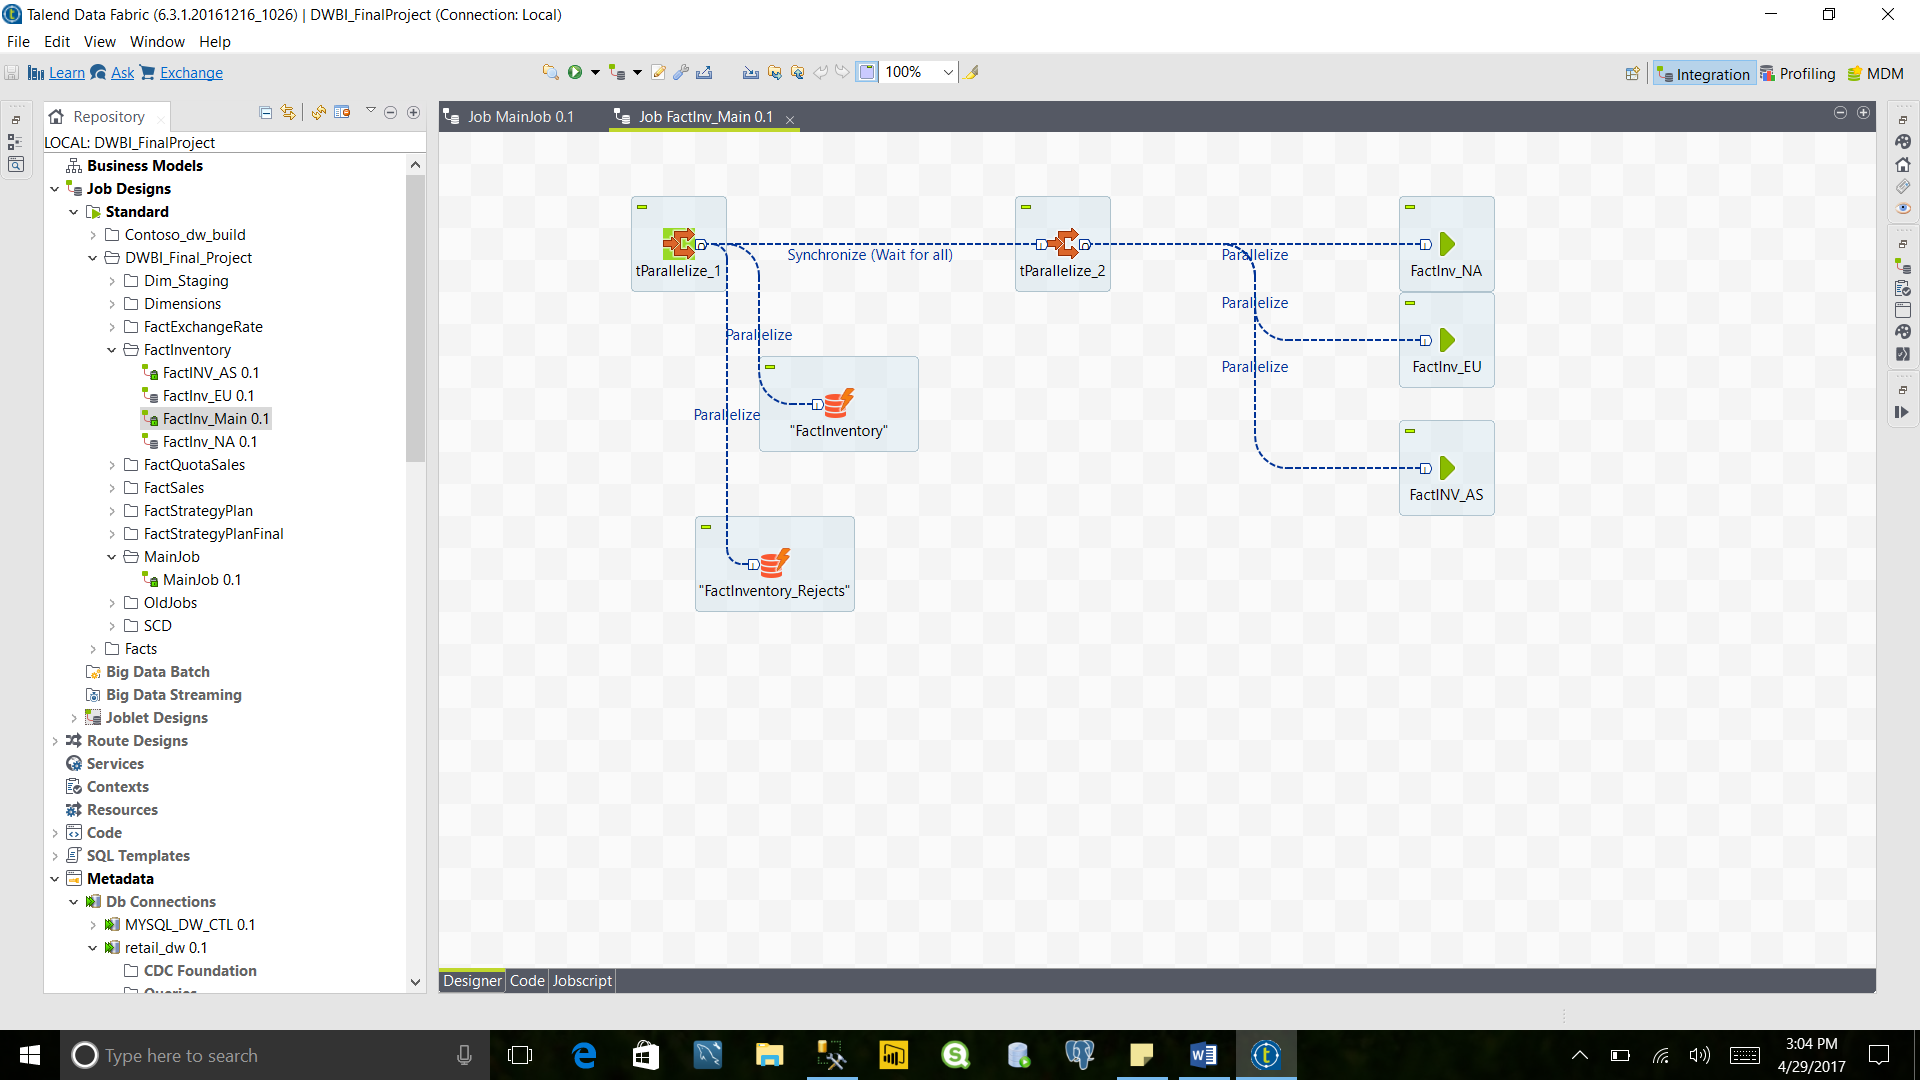 Talend Data Fabric (6.3.1.20161216_1026) | DWBI_FinalProject (Connection: Local)
File Edit View Window Help
Learn Ask Exchange
100%
Integration Profiling MDM
Repository
LOCAL: DWBI_FinalProject
Business Models
Job Designs
Standard
Contoso_dw_build
DWBI_Final_Project
Dim_Staging
Dimensions
FactExchangeRate
FactInventory
FactINV_AS 0.1
FactInv_EU 0.1
FactInv_Main 0.1
FactInv_NA 0.1
FactQuotaSales
FactSales
FactStrategyPlan
FactStrategyPlanFinal
MainJob
MainJob 0.1
OldJobs
SCD
Facts
Big Data Batch
Big Data Streaming
Joblet Designs
Route Designs
Services
Contexts
Resources
Code
SQL Templates
Metadata
Db Connections
MYSQL_DW_CTL 0.1
retail_dw 0.1
CDC Foundation
Queries
Job MainJob 0.1
Job FactInv_Main 0.1
Synchronize (Wait for all)
Parallelize
tParallelize_1
tParallelize_2
FactInv_NA
Parallelize
Parallelize
Parallelize
FactInv_EU
Parallelize
"FactInventory"
FactINV_AS
"FactInventory_Rejects"
Designer Code Jobscript
Type here to search
3:04 PM
4/29/2017